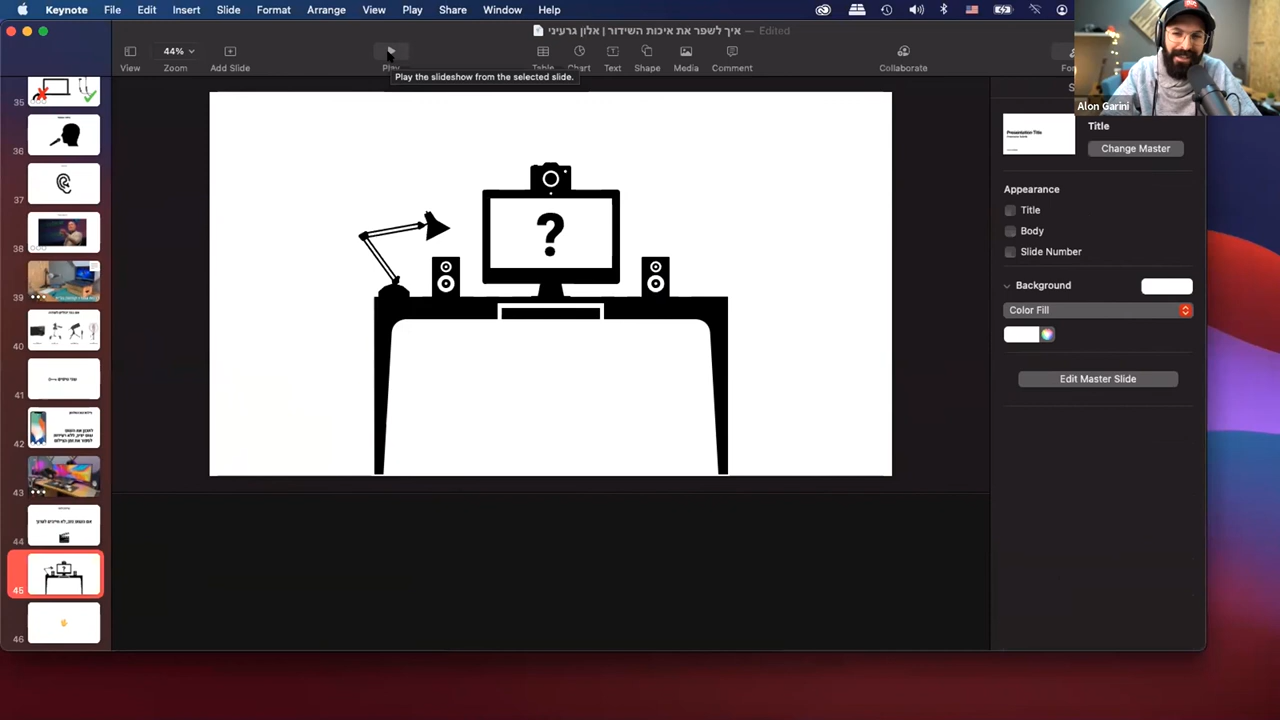 Keynote File Edit Insert Slide Format Arrange View Play Share Window Help
איך לשפר את איכות השידור | אלון גרעיני — Edited
44%
View Zoom Add Slide Play Table Chart Text Shape Media Comment Collaborate
Play the slideshow from the selected slide.
Alon Garini
35
36
37
38
39
40
41
42
43
44
45
46
?
Presentation Title
Title
Change Master
Appearance
Title
Body
Slide Number
Background
Color Fill
Edit Master Slide